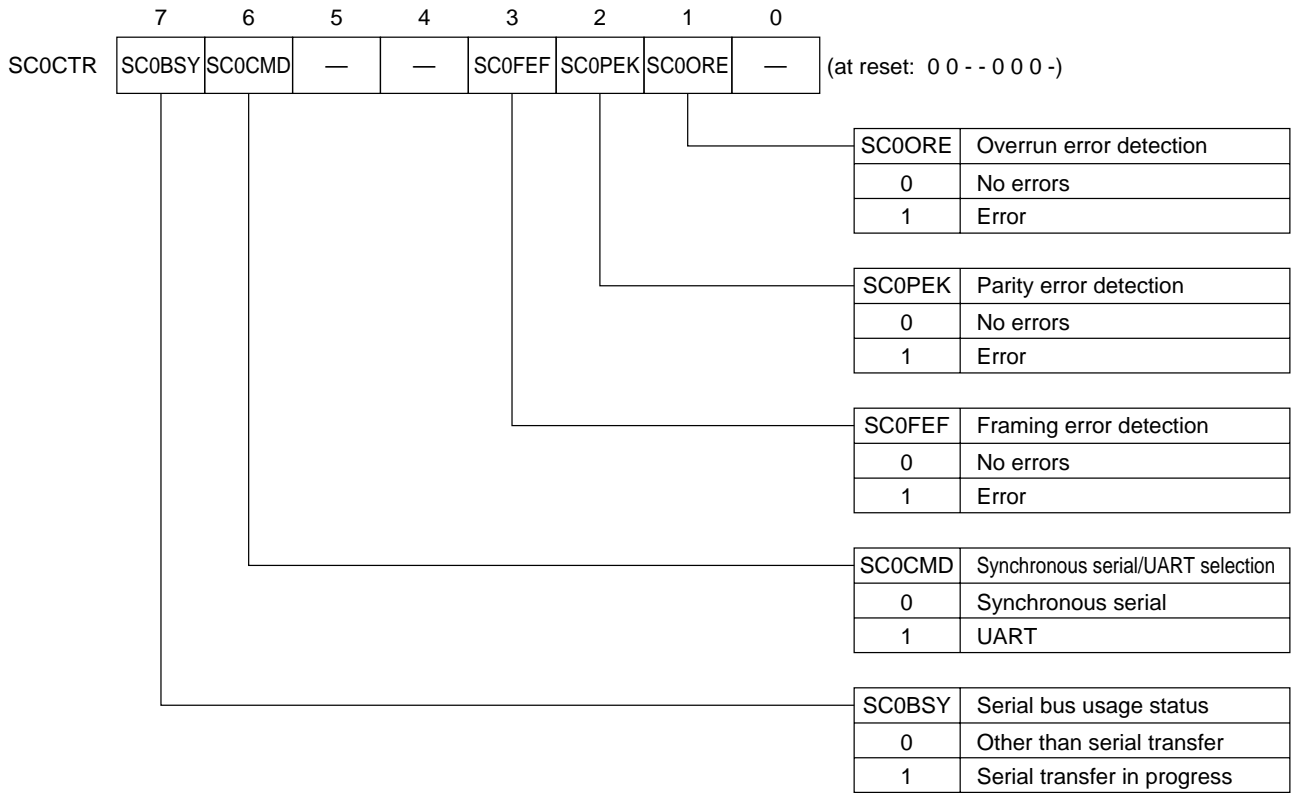 7 6 5 4 3 2 1 0
SC0CTR SC0BSY SC0CMD — — SC0FEF SC0PEK SC0ORE — (at reset: 0 0 - - 0 0 0 -)
SC0ORE Overrun error detection
0 No errors
1 Error
SC0PEK Parity error detection
0 No errors
1 Error
SC0FEF Framing error detection
0 No errors
1 Error
SC0CMD Synchronous serial/UART selection
0 Synchronous serial
1 UART
SC0BSY Serial bus usage status
0 Other than serial transfer
1 Serial transfer in progress